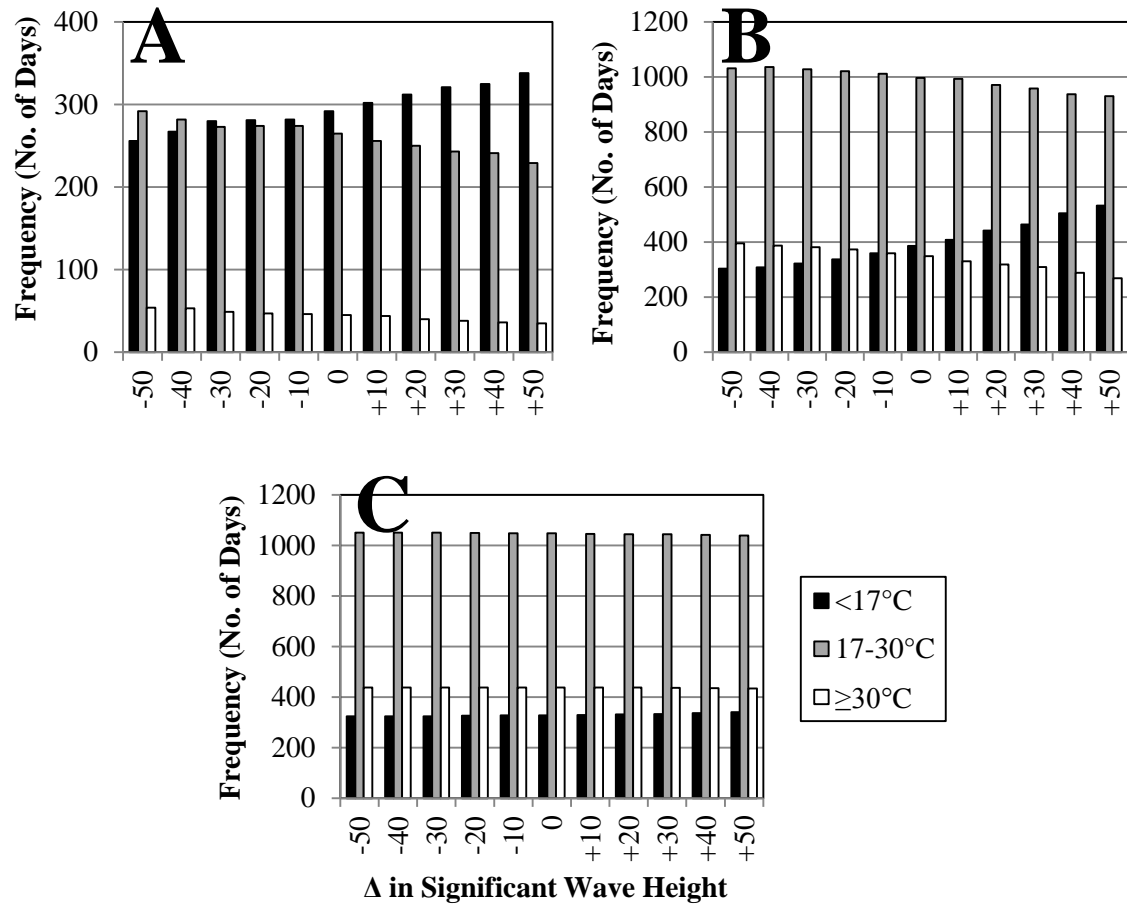 A
Frequency (No. of Days)
400
300
200
100
0
-50 -40 -30 -20 -10 0 +10 +20 +30 +40 +50
B
Frequency (No. of Days)
1200
1000
800
600
400
200
0
-50 -40 -30 -20 -10 0 +10 +20 +30 +40 +50
C
Frequency (No. of Days)
1200
1000
800
600
400
200
0
-50 -40 -30 -20 -10 0 +10 +20 +30 +40 +50
Δ in Significant Wave Height
<17°C
17-30°C
≥30°C